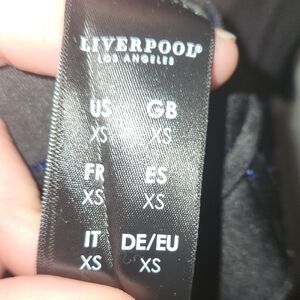 LIVERPOOL®
LOS ANGELES
US GB
XS XS
FR ES
XS XS
IT DE/EU
XS XS